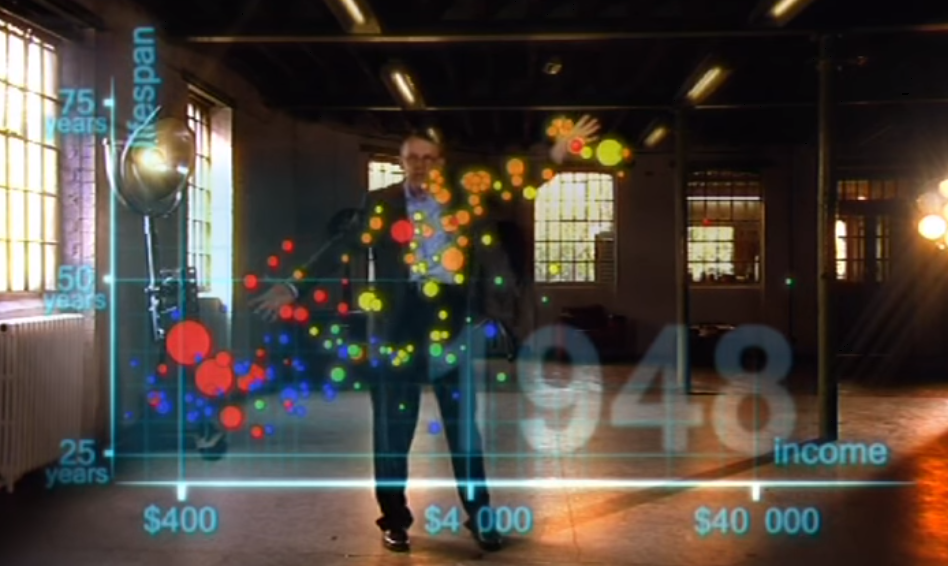 lifespan
75
years
50
years
25
years
1948
income
$400
$4 000
$40 000